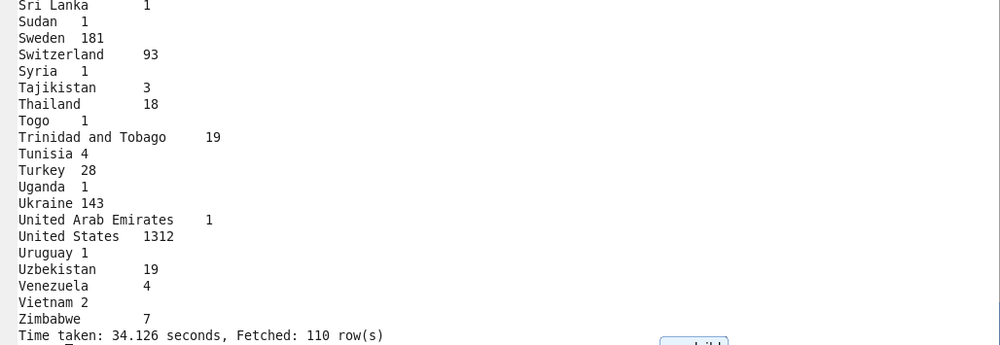 Sri Lanka	1
Sudan	1
Sweden	181
Switzerland	93
Syria	1
Tajikistan	3
Thailand	18
Togo	1
Trinidad and Tobago	19
Tunisia	4
Turkey	28
Uganda	1
Ukraine	143
United Arab Emirates	1
United States	1312
Uruguay	1
Uzbekistan	19
Venezuela	4
Vietnam	2
Zimbabwe	7
Time taken: 34.126 seconds, Fetched: 110 row(s)